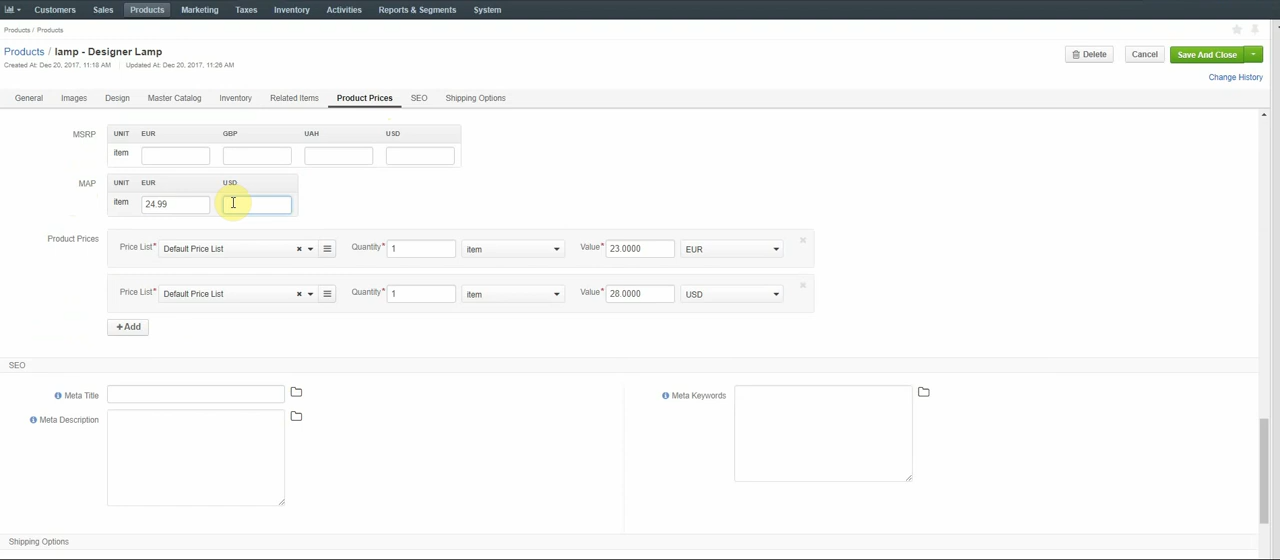 Customers Sales Products Marketing Taxes Inventory Activities Reports & Segments System
Products / Products
Products / lamp - Designer Lamp
Created At: Dec 20, 2017, 11:18 AM Updated At: Dec 20, 2017, 11:26 AM
Delete Cancel Save And Close
Change History
General Images Design Master Catalog Inventory Related Items Product Prices SEO Shipping Options
MSRP UNIT EUR GBP UAH USD
item
MAP UNIT EUR USD
item 24.99
Product Prices Price List* Default Price List Quantity* 1 item Value* 23.0000 EUR
Price List* Default Price List Quantity* 1 item Value* 28.0000 USD
+Add
SEO
Meta Title Meta Keywords
Meta Description
Shipping Options